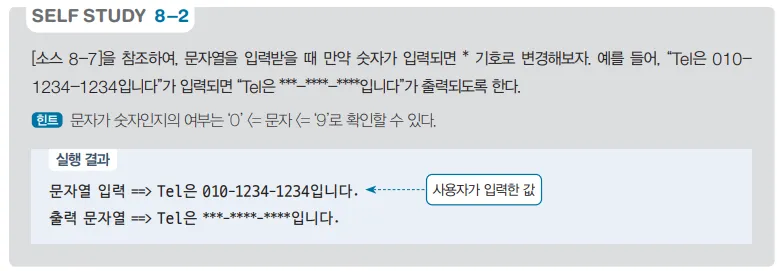 SELF STUDY 8-2
[소스 8-7]을 참조하여, 문자열을 입력받을 때 만약 숫자가 입력되면 * 기호로 변경해보자. 예를 들어, “Tel은 010-
1234-1234입니다”가 입력되면 “Tel은 ***-****-****입니다”가 출력되도록 한다.
힌트 문자가 숫자인지의 여부는 ‘0’ <= 문자 <= ‘9’로 확인할 수 있다.
실행 결과
문자열 입력 ==> Tel은 010-1234-1234입니다. 사용자가 입력한 값
출력 문자열 ==> Tel은 ***-****-****입니다.